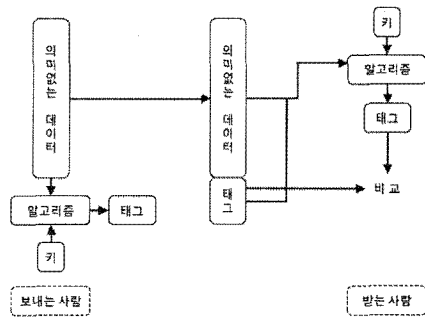 키
의미없는 데이터
의미없는 데이터
알고리즘
태그
알고리즘
태그
태그
비교
키
보내는 사람
받는 사람